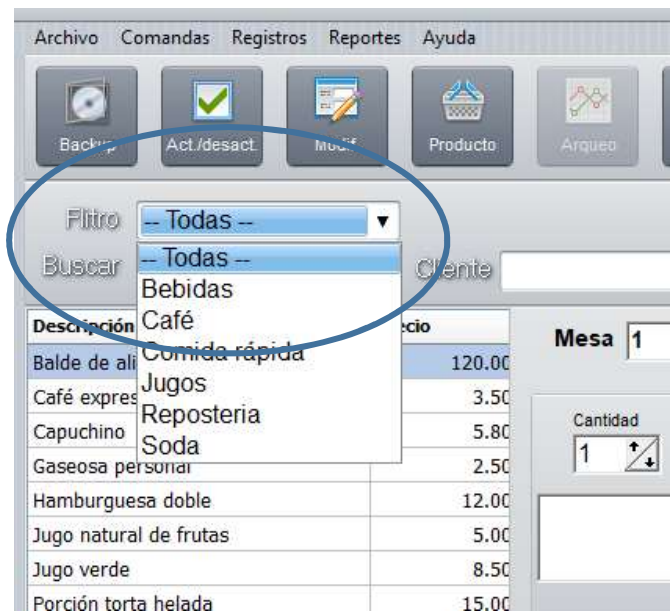 Archivo Comandas Registros Reportes Ayuda
Backup Act./desact. Modif. Producto Arqueo
Flitro -- Todas --
Buscar -- Todas -- Cliente
Bebidas
Café
Comida rápida
Jugos
Reposteria
Soda
Descripción
Mesa 1
Balde de ali 120.00
Café expres 3.50
Capuchino 5.80
Cantidad
1
Gaseosa personal 2.50
Hamburguesa doble 12.00
Jugo natural de frutas 5.00
Jugo verde 8.50
Porción torta helada 15.00